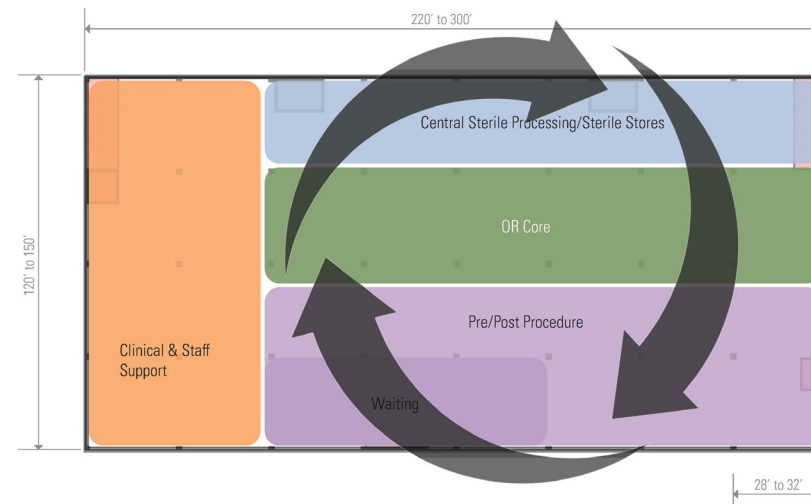 220' to 300'
Central Sterile Processing/Sterile Stores
OR Core
120' to 150'
Pre/Post Procedure
Clinical & Staff
Support
Waiting
28' to 32'